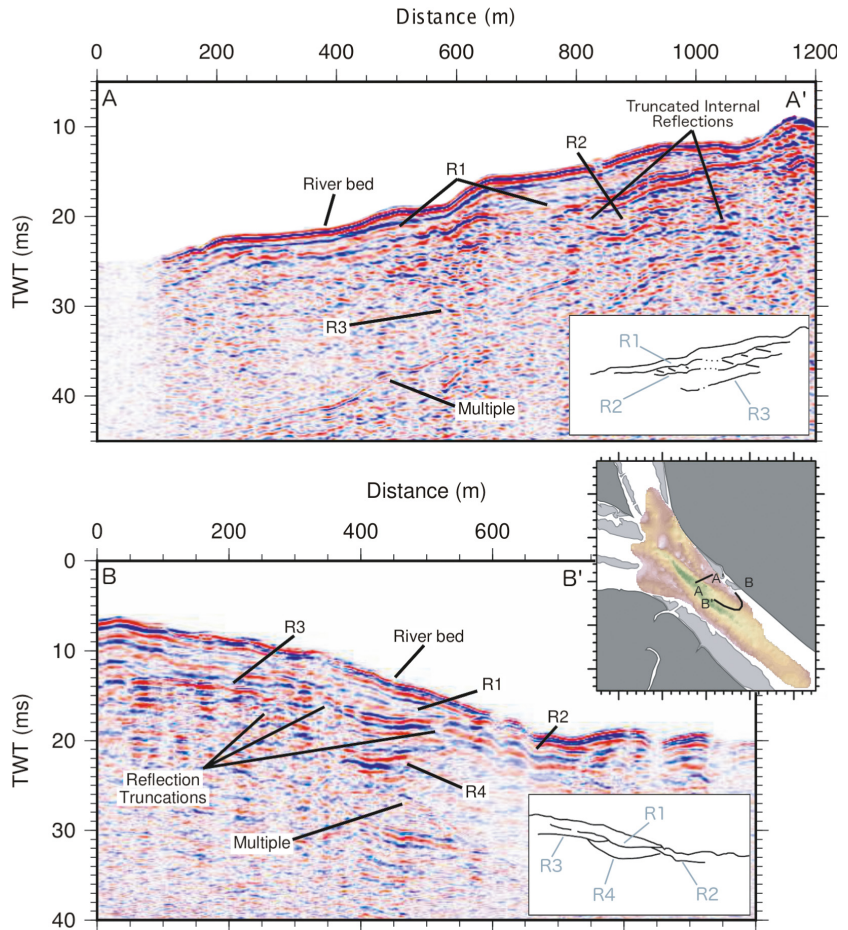 Distance (m)
0 200 400 600 800 1000 1200
A
A'
Truncated Internal
Reflections
R2
R1
River bed
10
20
30
40
TWT (ms)
R3
Multiple
R1
R2
R3
Distance (m)
0 200 400 600
B
B'
0
10
20
30
40
TWT (ms)
R3
River bed
R1
R2
Reflection
Truncations
R4
Multiple
A'
A
B
B'
R1
R3
R4
R2